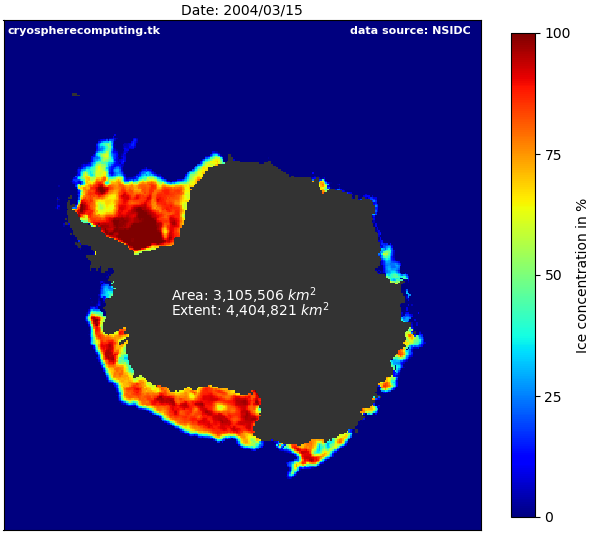 Date: 2004/03/15
cryospherecomputing.tk
data source: NSIDC
100
75
50
25
0
Ice concentration in %
Area: 3,105,506 km²
Extent: 4,404,821 km²